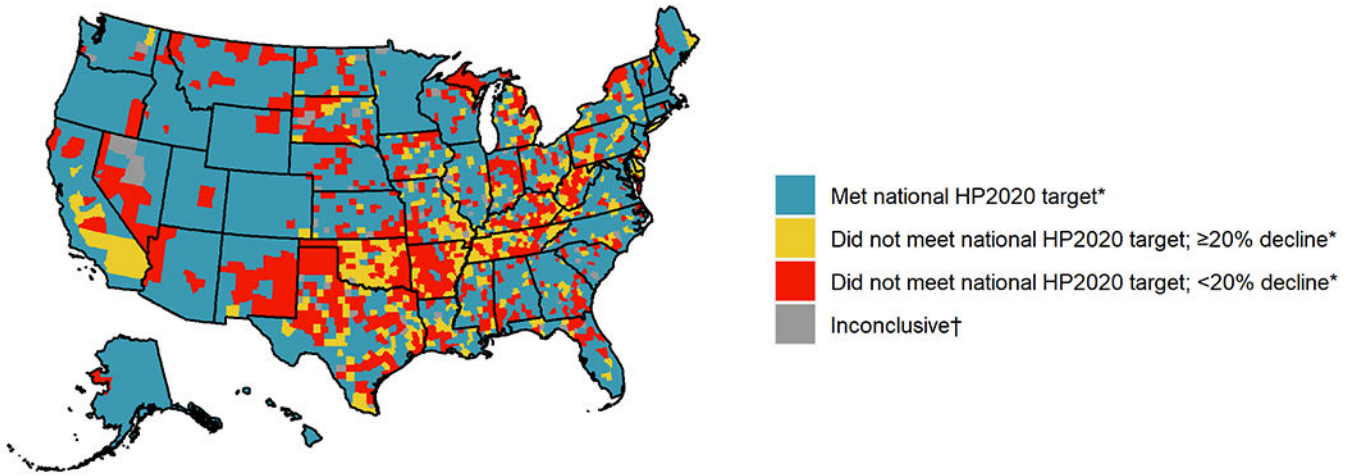 Met national HP2020 target*
Did not meet national HP2020 target; ≥20% decline*
Did not meet national HP2020 target; <20% decline*
Inconclusive†